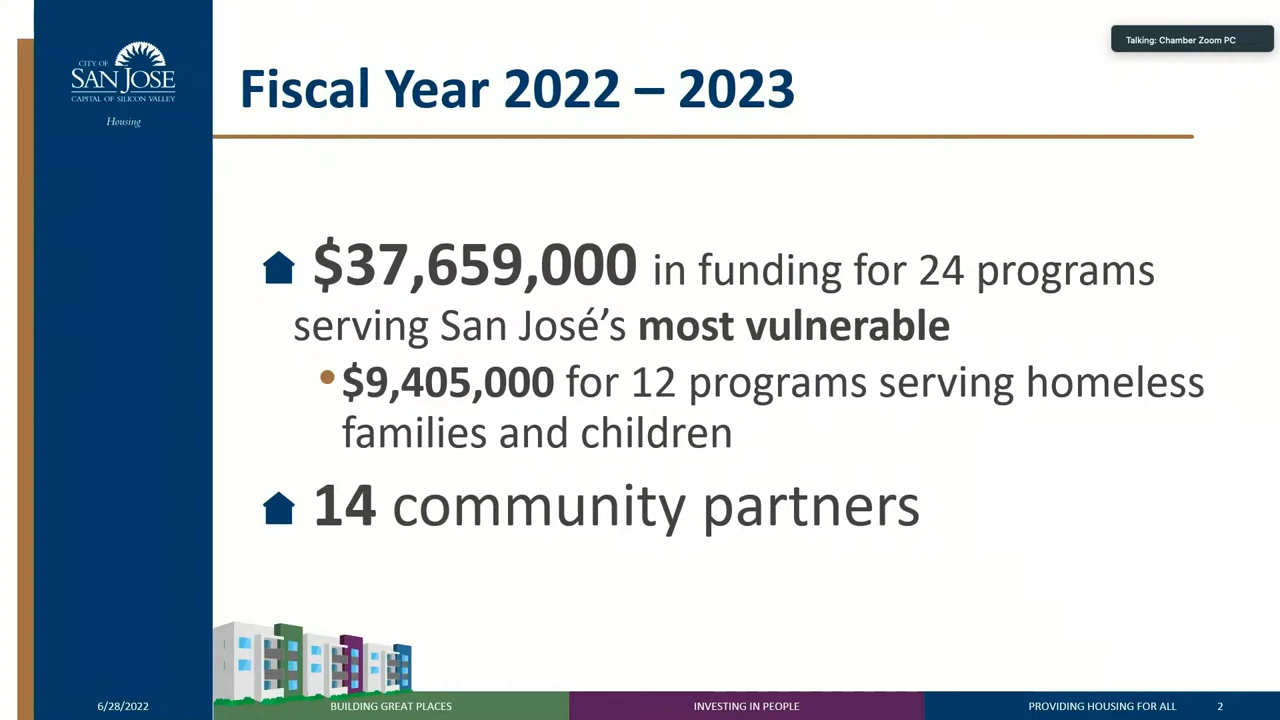 Talking: Chamber Zoom PC
CITY OF
SAN JOSE
CAPITAL OF SILICON VALLEY
Housing
Fiscal Year 2022 – 2023
$37,659,000 in funding for 24 programs
serving San José’s most vulnerable
$9,405,000 for 12 programs serving homeless
families and children
14 community partners
6/28/2022
BUILDING GREAT PLACES
INVESTING IN PEOPLE
PROVIDING HOUSING FOR ALL
2